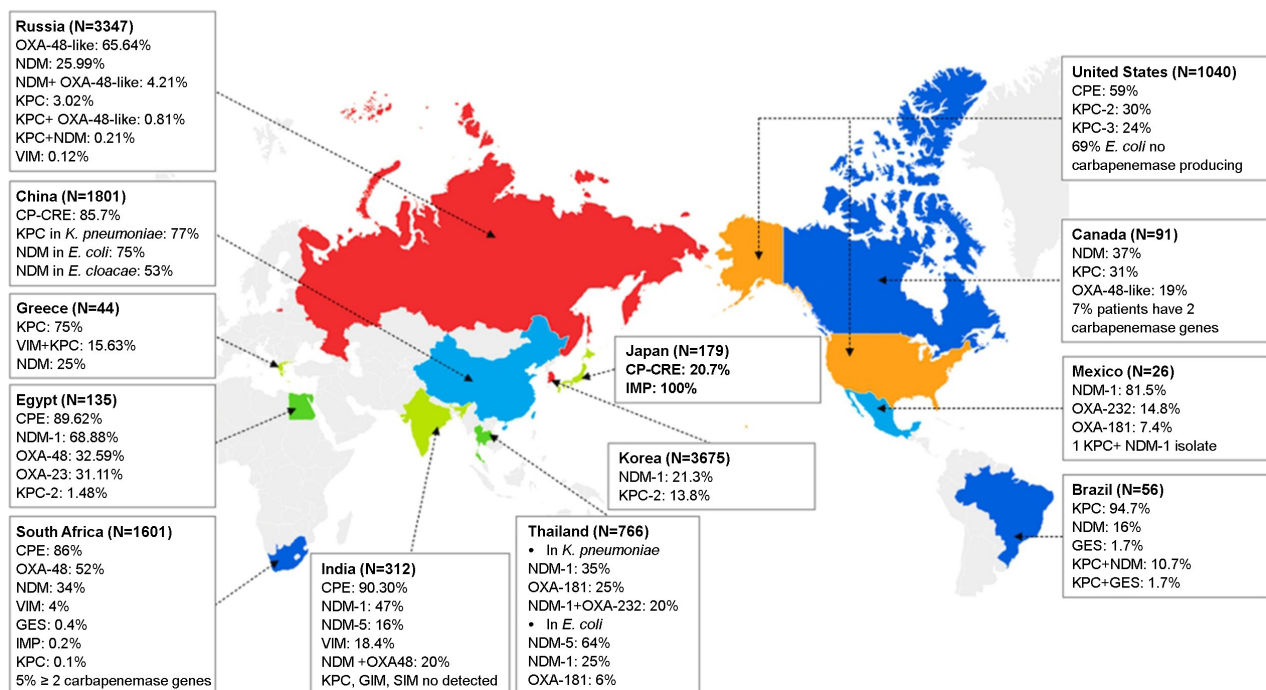 Russia (N=3347)
OXA-48-like: 65.64%
NDM: 25.99%
NDM+ OXA-48-like: 4.21%
KPC: 3.02%
KPC+ OXA-48-like: 0.81%
KPC+NDM: 0.21%
VIM: 0.12%
China (N=1801)
CP-CRE: 85.7%
KPC in K. pneumoniae: 77%
NDM in E. coli: 75%
NDM in E. cloacae: 53%
Greece (N=44)
KPC: 75%
VIM+KPC: 15.63%
NDM: 25%
Egypt (N=135)
CPE: 89.62%
NDM-1: 68.88%
OXA-48: 32.59%
OXA-23: 31.11%
KPC-2: 1.48%
South Africa (N=1601)
CPE: 86%
OXA-48: 52%
NDM: 34%
VIM: 4%
GES: 0.4%
IMP: 0.2%
KPC: 0.1%
5% ≥ 2 carbapenemase genes
India (N=312)
CPE: 90.30%
NDM-1: 47%
NDM-5: 16%
VIM: 18.4%
NDM +OXA48: 20%
KPC, GIM, SIM no detected
Thailand (N=766)
• In K. pneumoniae
NDM-1: 35%
OXA-181: 25%
NDM-1+OXA-232: 20%
• In E. coli
NDM-5: 64%
NDM-1: 25%
OXA-181: 6%
Korea (N=3675)
NDM-1: 21.3%
KPC-2: 13.8%
Japan (N=179)
CP-CRE: 20.7%
IMP: 100%
United States (N=1040)
CPE: 59%
KPC-2: 30%
KPC-3: 24%
69% E. coli no
carbapenemase producing
Canada (N=91)
NDM: 37%
KPC: 31%
OXA-48-like: 19%
7% patients have 2
carbapenemase genes
Mexico (N=26)
NDM-1: 81.5%
OXA-232: 14.8%
OXA-181: 7.4%
1 KPC+ NDM-1 isolate
Brazil (N=56)
KPC: 94.7%
NDM: 16%
GES: 1.7%
KPC+NDM: 10.7%
KPC+GES: 1.7%